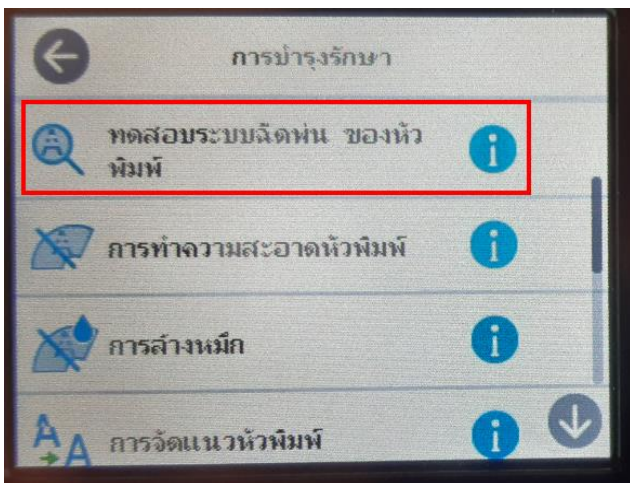 การบำรุงรักษา
ทดสอบระบบฉีดพ่น ของหัว
พิมพ์
การทำความสะอาดหัวพิมพ์
การล้างหมึก
การจัดแนวหัวพิมพ์